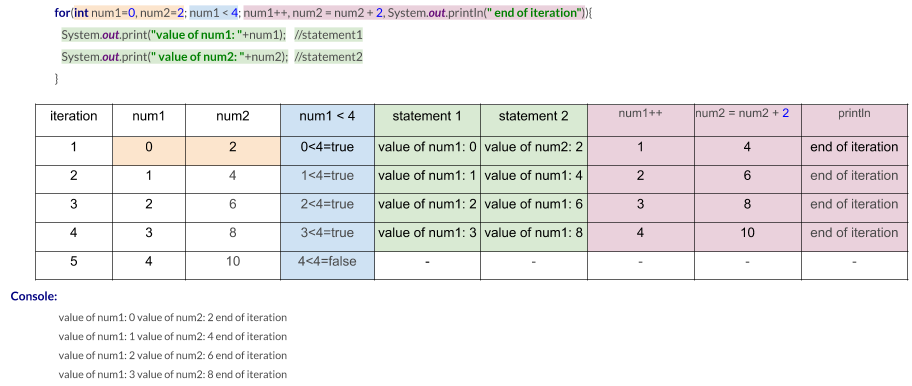 for(int num1=0, num2=2; num1 < 4; num1++, num2 = num2 + 2, System.out.println(" end of iteration")){
System.out.print("value of num1: "+num1); //statement1
System.out.print(" value of num2: "+num2); //statement2
}
iteration num1 num2 num1 < 4 statement 1 statement 2 num1++ num2 = num2 + 2 println
1 0 2 0<4=true value of num1: 0 value of num2: 2 1 4 end of iteration
2 1 4 1<4=true value of num1: 1 value of num1: 4 2 6 end of iteration
3 2 6 2<4=true value of num1: 2 value of num1: 6 3 8 end of iteration
4 3 8 3<4=true value of num1: 3 value of num1: 8 4 10 end of iteration
5 4 10 4<4=false - - - - -
Console:
value of num1: 0 value of num2: 2 end of iteration
value of num1: 1 value of num2: 4 end of iteration
value of num1: 2 value of num2: 6 end of iteration
value of num1: 3 value of num2: 8 end of iteration